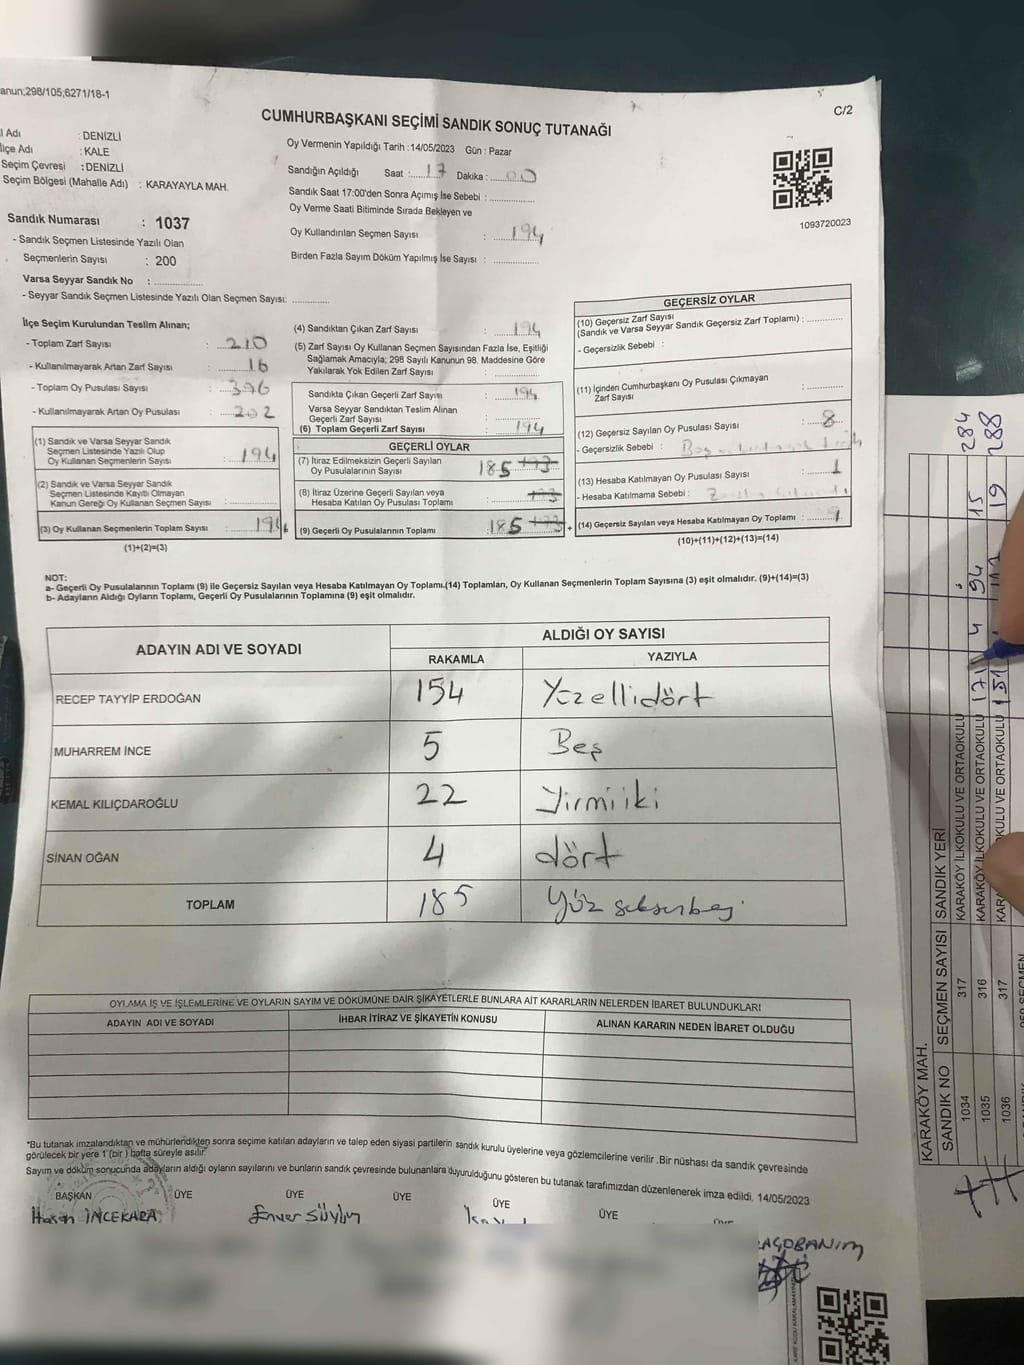 anun;298/105;6271/18-1
C/2
CUMHURBAŞKANI SEÇİMİ SANDIK SONUÇ TUTANAĞI
l Adı : DENİZLİ
lçe Adı : KALE
Seçim Çevresi : DENİZLİ
Seçim Bölgesi (Mahalle Adı) : KARAYAYLA MAH.
Sandık Numarası : 1037
- Sandık Seçmen Listesinde Yazılı Olan
Seçmenlerin Sayısı : 200
Varsa Seyyar Sandık No :
- Seyyar Sandık Seçmen Listesinde Yazılı Olan Seçmen Sayısı:
Oy Vermenin Yapıldığı Tarih :14/05/2023 Gün : Pazar
Sandığın Açıldığı Saat : 17 Dakika : 00
Sandık Saat 17:00'den Sonra Açımış İse Sebebi :
Oy Verme Saati Bitiminde Sırada Bekleyen ve
Oy Kullandırılan Seçmen Sayısı : 194
Birden Fazla Sayım Döküm Yapılmış İse Sayısı :
1093720023
İlçe Seçim Kurulundan Teslim Alınan;
- Toplam Zarf Sayısı : 210
- Kullanılmayarak Artan Zarf Sayısı : 16
- Toplam Oy Pusulası Sayısı : 396
- Kullanılmayarak Artan Oy Pusulası : 202
(1) Sandık ve Varsa Seyyar Sandık
Seçmen Listesinde Yazılı Olup
Oy Kullanan Seçmenlerin Sayısı : 194
(2) Sandık ve Varsa Seyyar Sandık
Seçmen Listesinde Kayıtlı Olmayan
Kanun Gereği Oy Kullanan Seçmen Sayısı :
(3) Oy Kullanan Seçmenlerin Toplam Sayısı : 194
(1)+(2)=(3)
(4) Sandıktan Çıkan Zarf Sayısı : 194
(5) Zarf Sayısı Oy Kullanan Seçmen Sayısından Fazla İse, Eşitliği
Sağlamak Amacıyla; 298 Sayılı Kanunun 98. Maddesine Göre
Yakılarak Yok Edilen Zarf Sayısı :
Sandıkta Çıkan Geçerli Zarf Sayısı : 194
Varsa Seyyar Sandıktan Teslim Alınan
Geçerli Zarf Sayısı :
(6) Toplam Geçerli Zarf Sayısı : 194
GEÇERLİ OYLAR
(7) İtiraz Edilmeksizin Geçerli Sayılan
Oy Pusulalarının Sayısı : 185
(8) İtiraz Üzerine Geçerli Sayılan veya
Hesaba Katılan Oy Pusulası Toplamı :
(9) Geçerli Oy Pusulalarının Toplamı : 185 +
GEÇERSİZ OYLAR
(10) Geçersiz Zarf Sayısı
(Sandık ve Varsa Seyyar Sandık Geçersiz Zarf Toplamı) :
- Geçersizlik Sebebi :
(11) İçinden Cumhurbaşkanı Oy Pusulası Çıkmayan
Zarf Sayısı :
(12) Geçersiz Sayılan Oy Pusulası Sayısı : 8
- Geçersizlik Sebebi :
(13) Hesaba Katılmayan Oy Pusulası Sayısı : 1
- Hesaba Katılmama Sebebi :
(14) Geçersiz Sayılan veya Hesaba Katılmayan Oy Toplamı : 9
(10)+(11)+(12)+(13)=(14)
NOT:
a- Geçerli Oy Pusulalarının Toplamı (9) ile Geçersiz Sayılan veya Hesaba Katılmayan Oy Toplamı.(14) Toplamları, Oy Kullanan Seçmenlerin Toplam Sayısına (3) eşit olmalıdır. (9)+(14)=(3)
b- Adayların Aldığı Oyların Toplamı, Geçerli Oy Pusulalarının Toplamına (9) eşit olmalıdır.
ADAYIN ADI VE SOYADI ALDIĞI OY SAYISI
RAKAMLA YAZIYLA
RECEP TAYYİP ERDOĞAN 154 Yüzellidört
MUHARREM İNCE 5 Beş
KEMAL KILIÇDAROĞLU 22 Yirmiiki
SİNAN OĞAN 4 dört
TOPLAM 185 Yüz seksenbeş
OYLAMA İŞ VE İŞLEMLERİNE VE OYLARIN SAYIM VE DÖKÜMÜNE DAİR ŞİKAYETLERLE BUNLARA AİT KARARLARIN NELERDEN İBARET BULUNDUKLARI
ADAYIN ADI VE SOYADI İHBAR İTİRAZ VE ŞİKAYETİN KONUSU ALINAN KARARIN NEDEN İBARET OLDUĞU
*Bu tutanak imzalandıktan ve mühürlendikten sonra seçime katılan adayların ve talep eden siyasi partilerin sandık kurulu üyelerine veya gözlemcilerine verilir .Bir nüshası da sandık çevresinde
görülecek bir yere 1 (bir ) hafta süreyle asılır.
Sayım ve döküm sonucunda adayların aldığı oyların sayılarını ve bunların sandık çevresinde bulunanlara duyurulduğunu gösteren bu tutanak tarafımızdan düzenlenerek imza edildi. 14/05/2023
BAŞKAN ÜYE ÜYE ÜYE ÜYE ÜYE
Hasan İNCEKARA Enver
KARAKÖY MAH.
SANDIK NO SEÇMEN SAYISI SANDIK YERİ
1034 317 KARAKÖY İLKOKULU VE ORTAOKULU
1035 316 KARAKÖY İLKOKULU VE ORTAOKULU 171 4 94 15 284
1036 317 KARAKÖY İLKOKULU VE ORTAOKULU 151 19 288